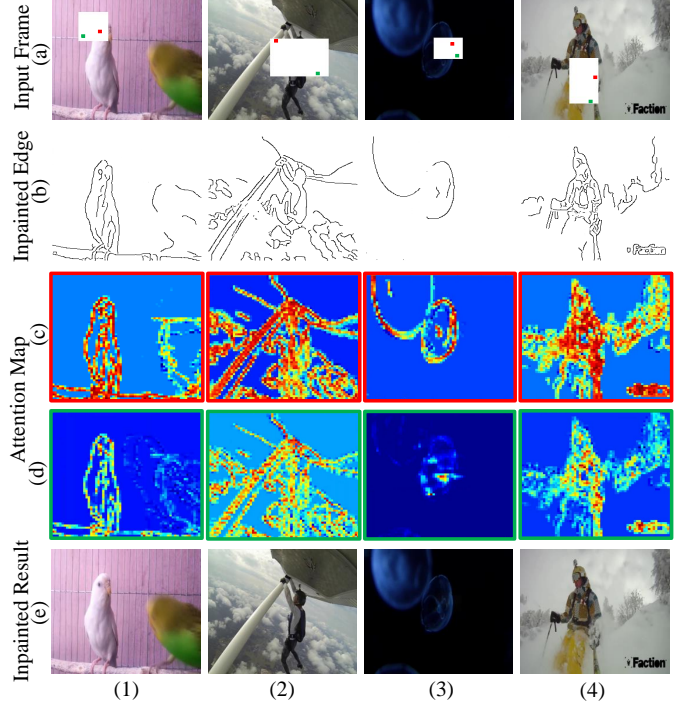 Input Frame
(a)
Faction
Inpainted Edge
(b)
Attention Map
(c)
(d)
Inpainted Result
(e)
Faction
(1) (2) (3) (4)